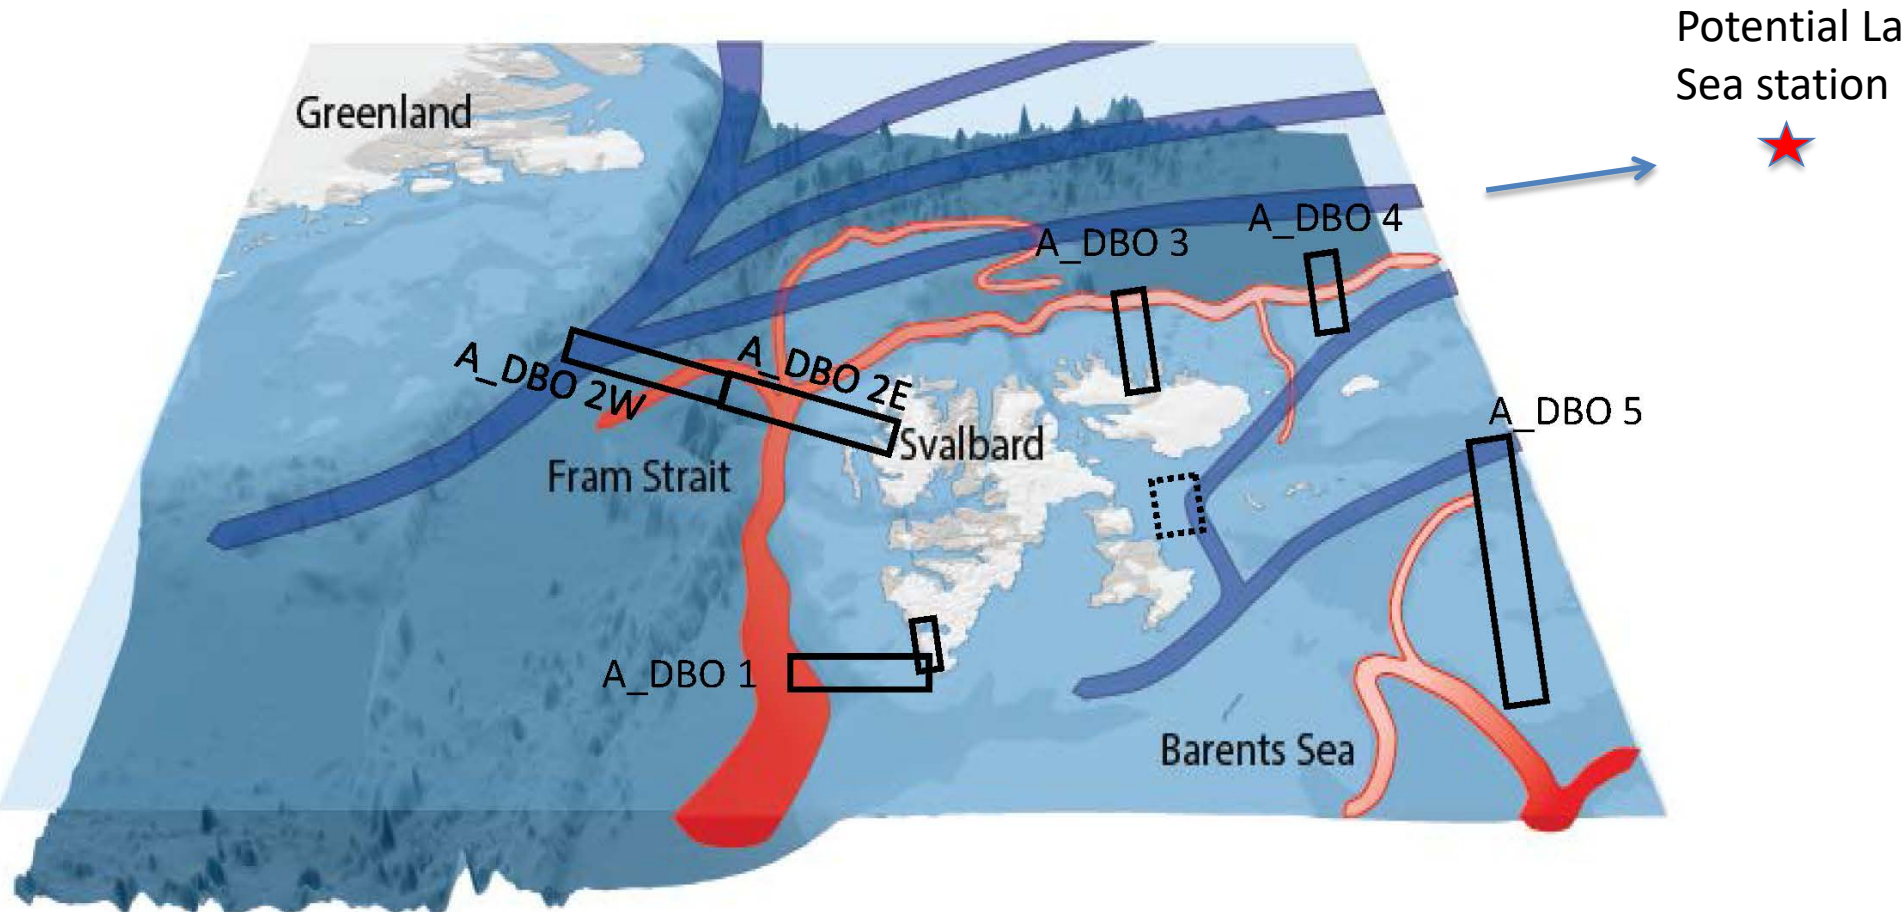 Potential La
Sea station
Greenland
A_DBO 4
A_DBO 3
A_DBO 2W
A_DBO 2E
A_DBO 5
Svalbard
Fram Strait
A_DBO 1
Barents Sea